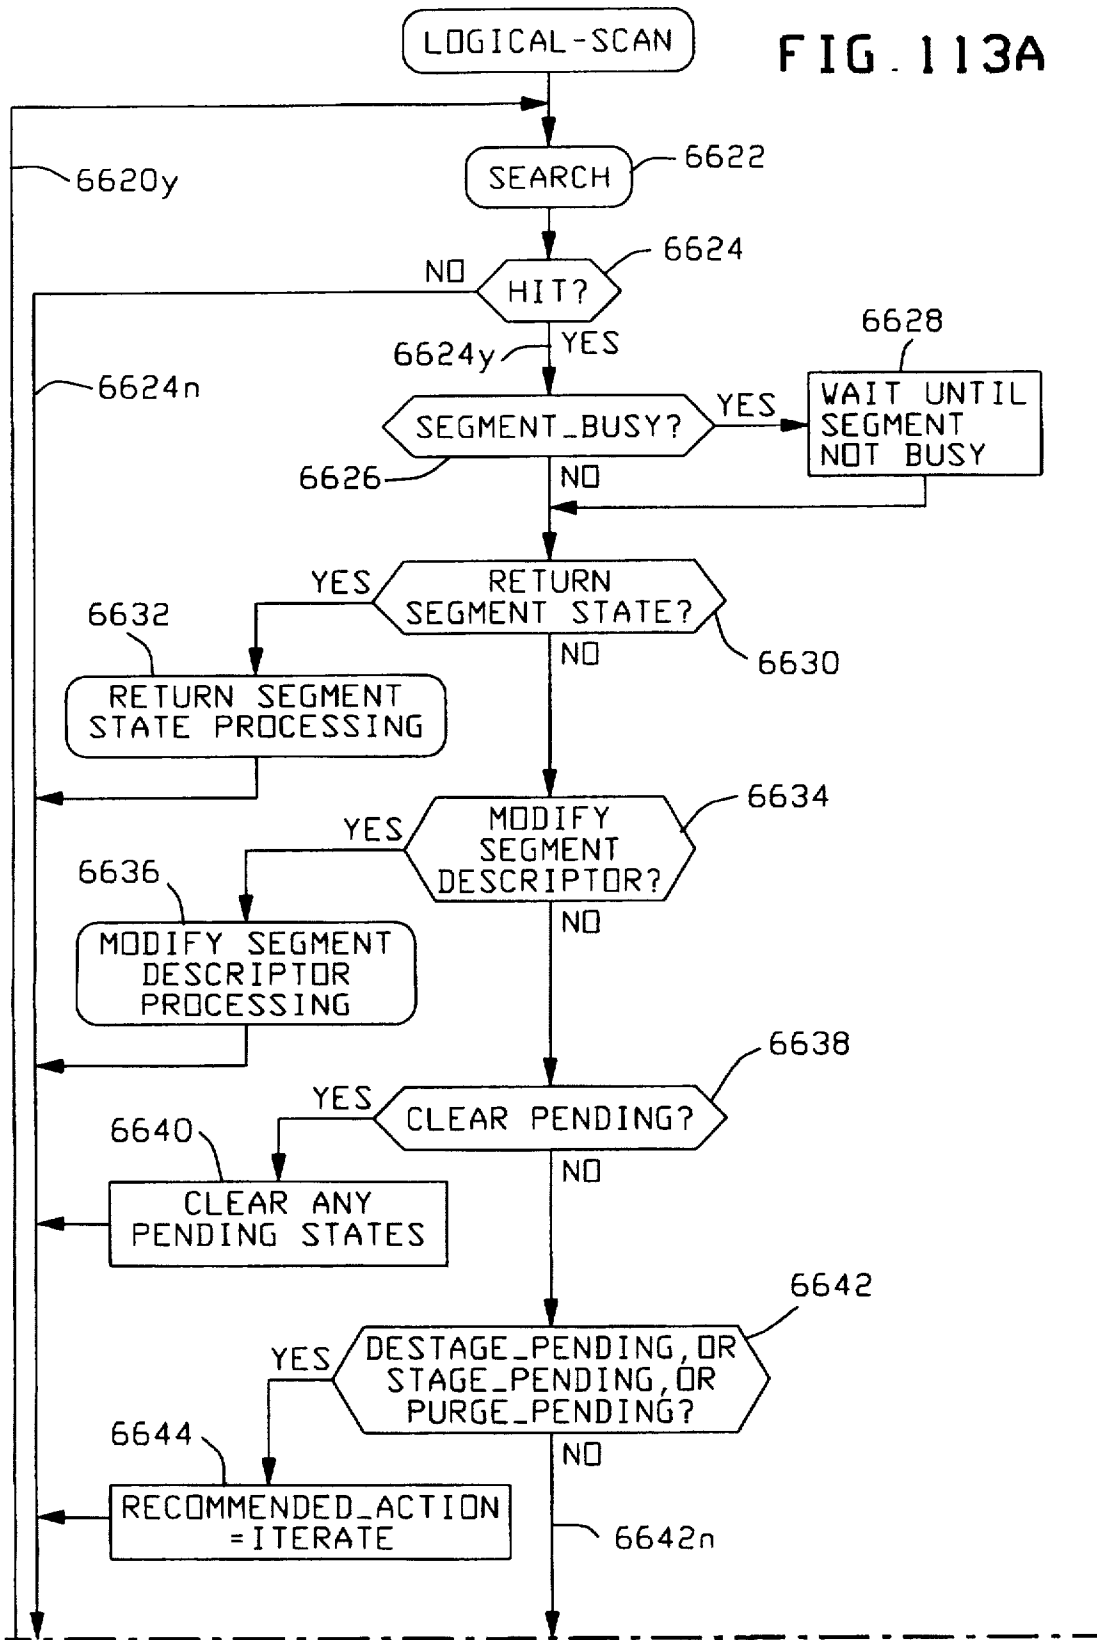 LOGICAL-SCAN
FIG. 113A
6620y
SEARCH
6622
HIT?
6624
NO
6624y
YES
6624n
SEGMENT_BUSY?
YES
6626
NO
6628
WAIT UNTIL
SEGMENT
NOT BUSY
RETURN
SEGMENT STATE?
YES
NO
6630
6632
RETURN SEGMENT
STATE PROCESSING
MODIFY
SEGMENT
DESCRIPTOR?
6634
YES
NO
6636
MODIFY SEGMENT
DESCRIPTOR
PROCESSING
CLEAR PENDING?
6638
YES
NO
6640
CLEAR ANY
PENDING STATES
DESTAGE_PENDING, OR
STAGE_PENDING, OR
PURGE_PENDING?
6642
YES
NO
6644
RECOMMENDED_ACTION
=ITERATE
6642n